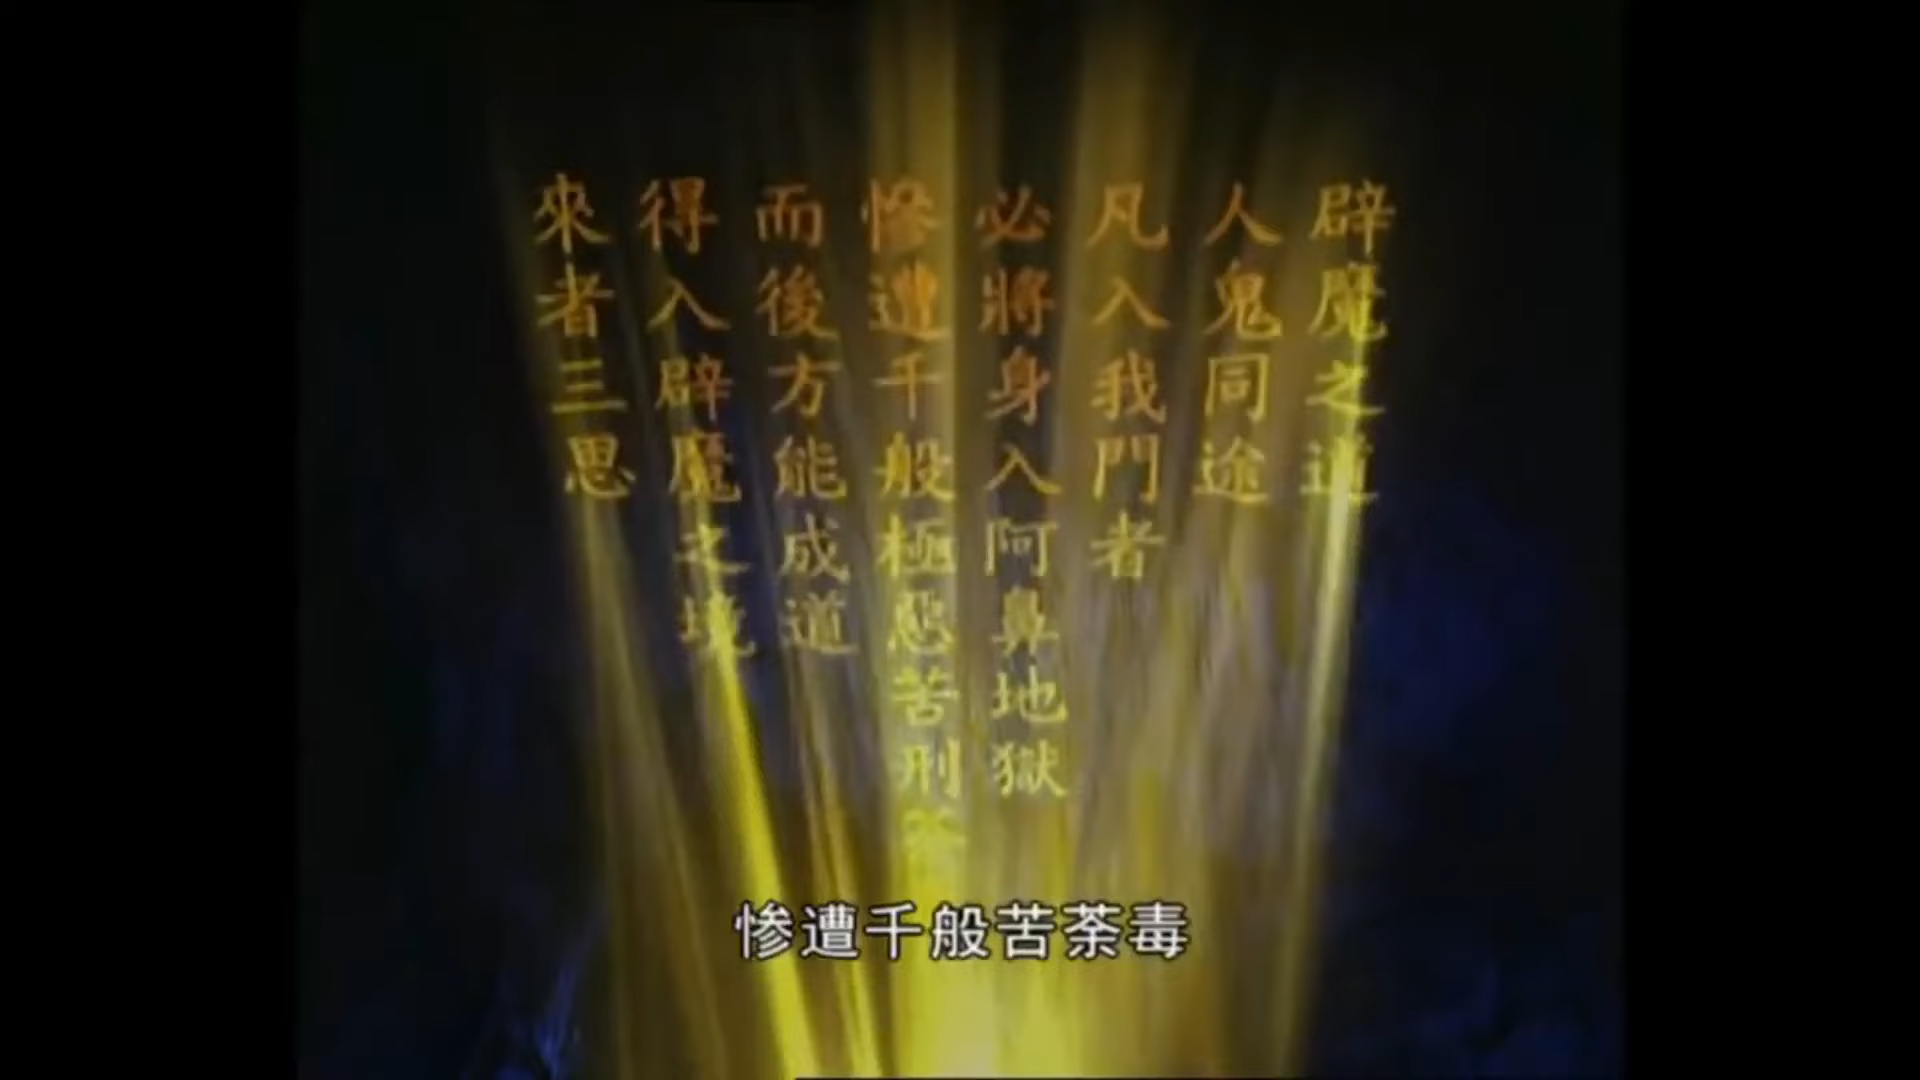 辟魔之道
人鬼同途
凡入我門者
必將身入阿鼻地獄
慘遭千般極惡苦刑
而後方能成道
得入辟魔之境
來者三思
惨遭千般苦荼毒